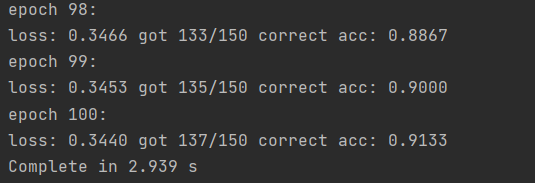 epoch 98:
loss: 0.3466 got 133/150 correct acc: 0.8867
epoch 99:
loss: 0.3453 got 135/150 correct acc: 0.9000
epoch 100:
loss: 0.3440 got 137/150 correct acc: 0.9133
Complete in 2.939 s